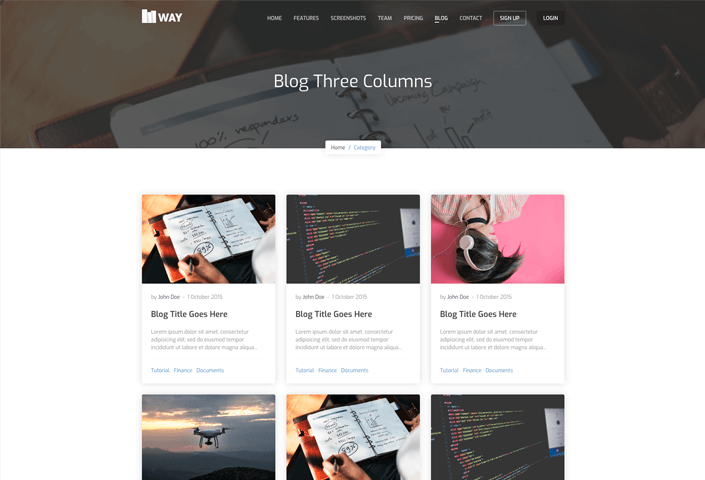 WAY
HOME FEATURES SCREENSHOTS TEAM PRICING BLOG CONTACT SIGN UP LOGIN
Upcoming Campaign
Blog Three Columns
100% responders
Home / Category
by John Doe - 1 October 2015
Blog Title Goes Here
Lorem ipsum dolor sit amet, consectetur
adipisicing elit, sed do eiusmod tempor
incididunt ut labore et dolore magna aliqua...
Tutorial Finance Documents
by John Doe - 1 October 2015
Blog Title Goes Here
Lorem ipsum dolor sit amet, consectetur
adipisicing elit, sed do eiusmod tempor
incididunt ut labore et dolore magna aliqua...
Tutorial Finance Documents
by John Doe - 1 October 2015
Blog Title Goes Here
Lorem ipsum dolor sit amet, consectetur
adipisicing elit, sed do eiusmod tempor
incididunt ut labore et dolore magna aliqua...
Tutorial Finance Documents